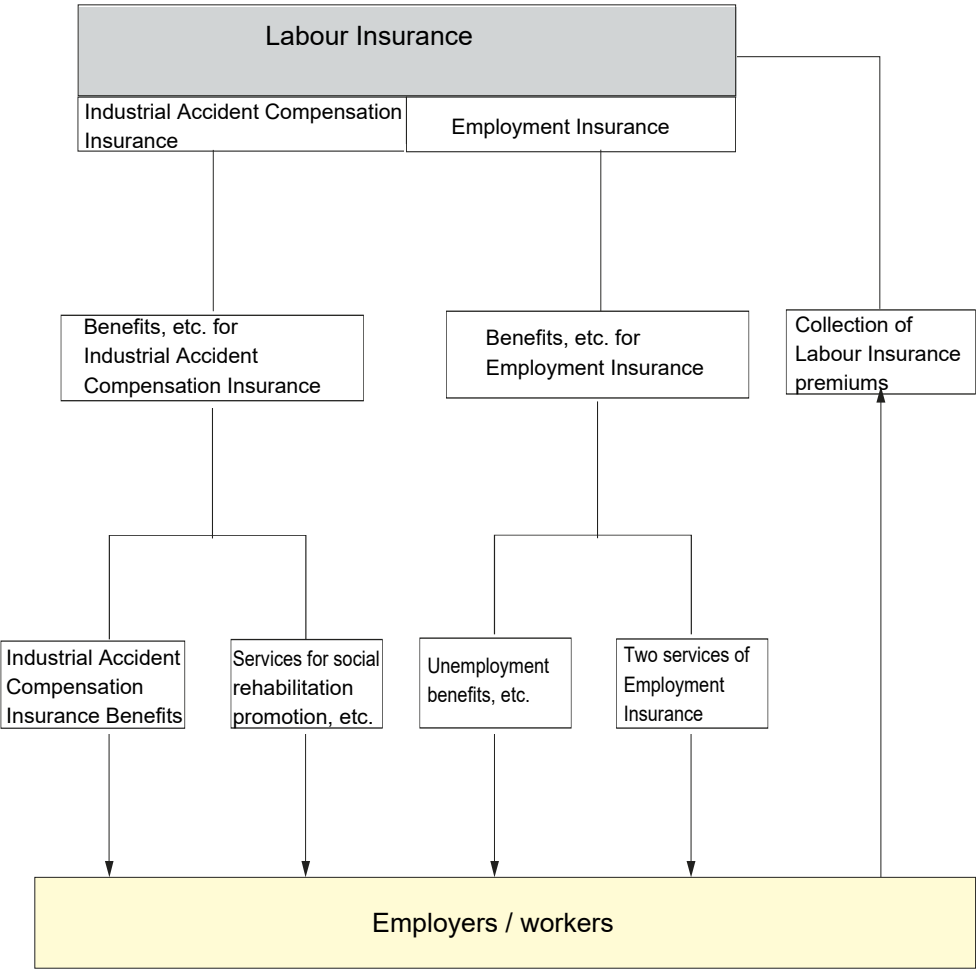 Labour Insurance
Industrial Accident Compensation
Insurance
Employment Insurance
Benefits, etc. for
Industrial Accident
Compensation Insurance
Benefits, etc. for
Employment Insurance
Collection of
Labour Insurance
premiums
Industrial Accident
Compensation
Insurance Benefits
Services for social
rehabilitation
promotion, etc.
Unemployment
benefits, etc.
Two services of
Employment
Insurance
Employers / workers